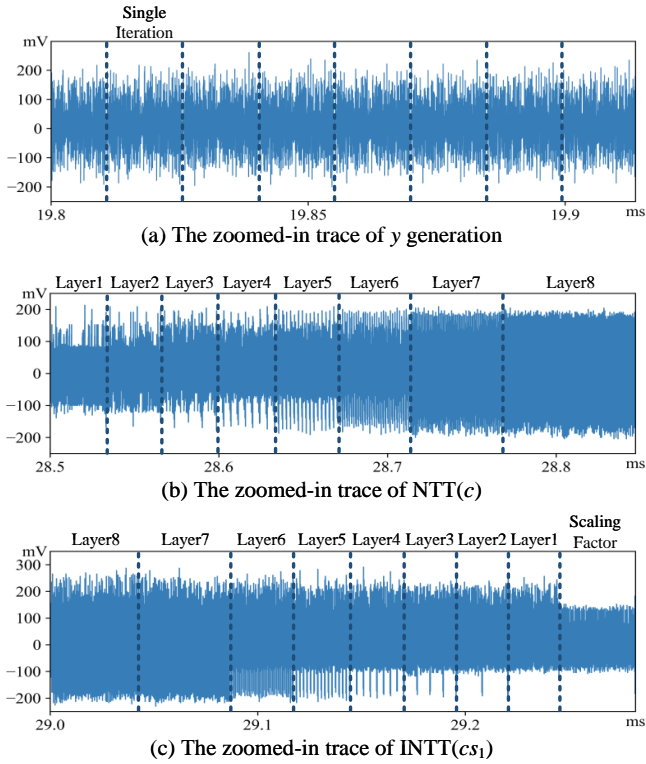 Single
Iteration
mV
200
100
0
−100
−200
19.8 19.85 19.9 ms
(a) The zoomed-in trace of y generation
Layer1 Layer2 Layer3 Layer4 Layer5 Layer6 Layer7 Layer8
mV
200
100
0
−100
−200
28.5 28.6 28.7 28.8 ms
(b) The zoomed-in trace of NTT(c)
Scaling
Layer8 Layer7 Layer6 Layer5 Layer4 Layer3 Layer2 Layer1 Factor
mV
300
200
100
0
−100
−200
29.0 29.1 29.2 ms
(c) The zoomed-in trace of INTT(cs₁)